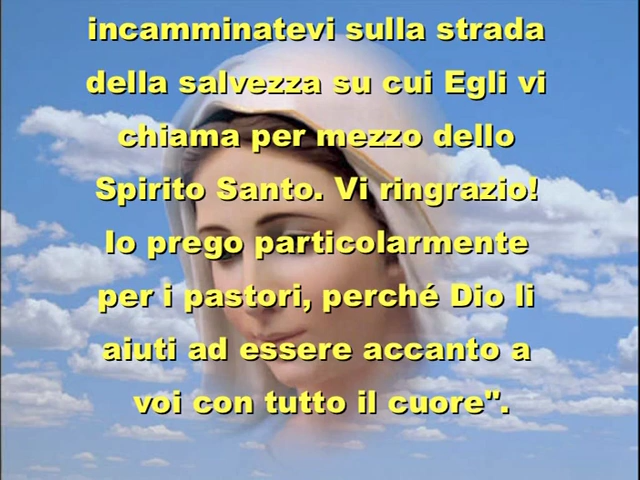 incamminatevi sulla strada
della salvezza su cui Egli vi
chiama per mezzo dello
Spirito Santo. Vi ringrazio!
Io prego particolarmente
per i pastori, perché Dio li
aiuti ad essere accanto a
voi con tutto il cuore".